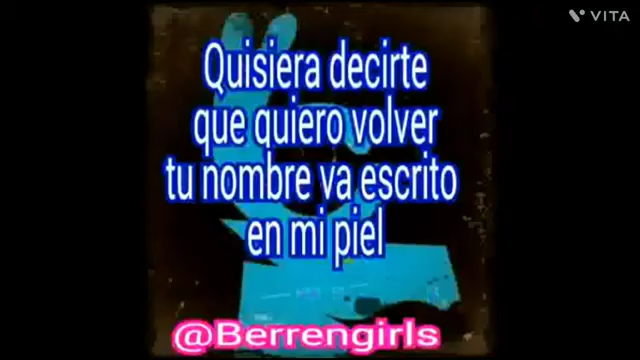 VITA
Quisiera decirte
que quiero volver
tu nombre va escrito
en mi piel
@Berrengirls